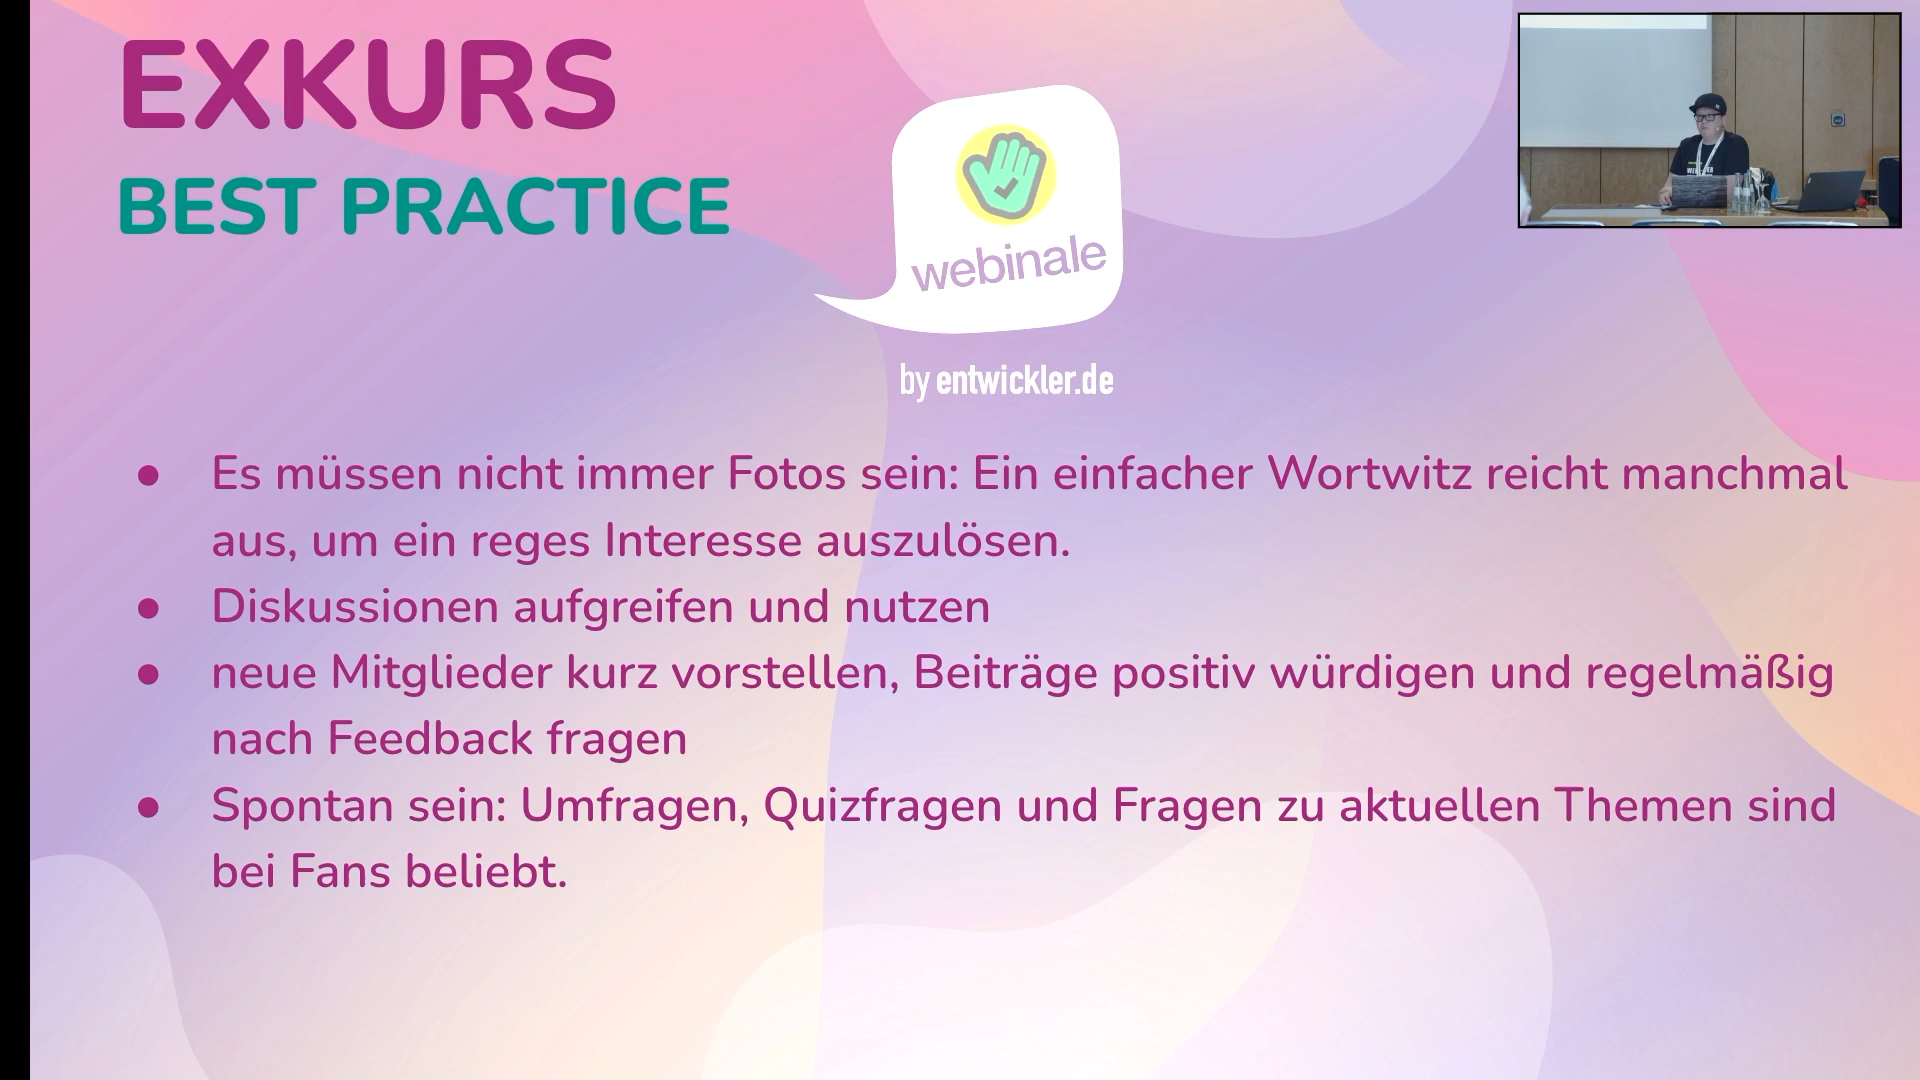 EXKURS
BEST PRACTICE
webinale
by entwickler.de
● Es müssen nicht immer Fotos sein: Ein einfacher Wortwitz reicht manchmal
aus, um ein reges Interesse auszulösen.
● Diskussionen aufgreifen und nutzen
● neue Mitglieder kurz vorstellen, Beiträge positiv würdigen und regelmäßig
nach Feedback fragen
● Spontan sein: Umfragen, Quizfragen und Fragen zu aktuellen Themen sind
bei Fans beliebt.